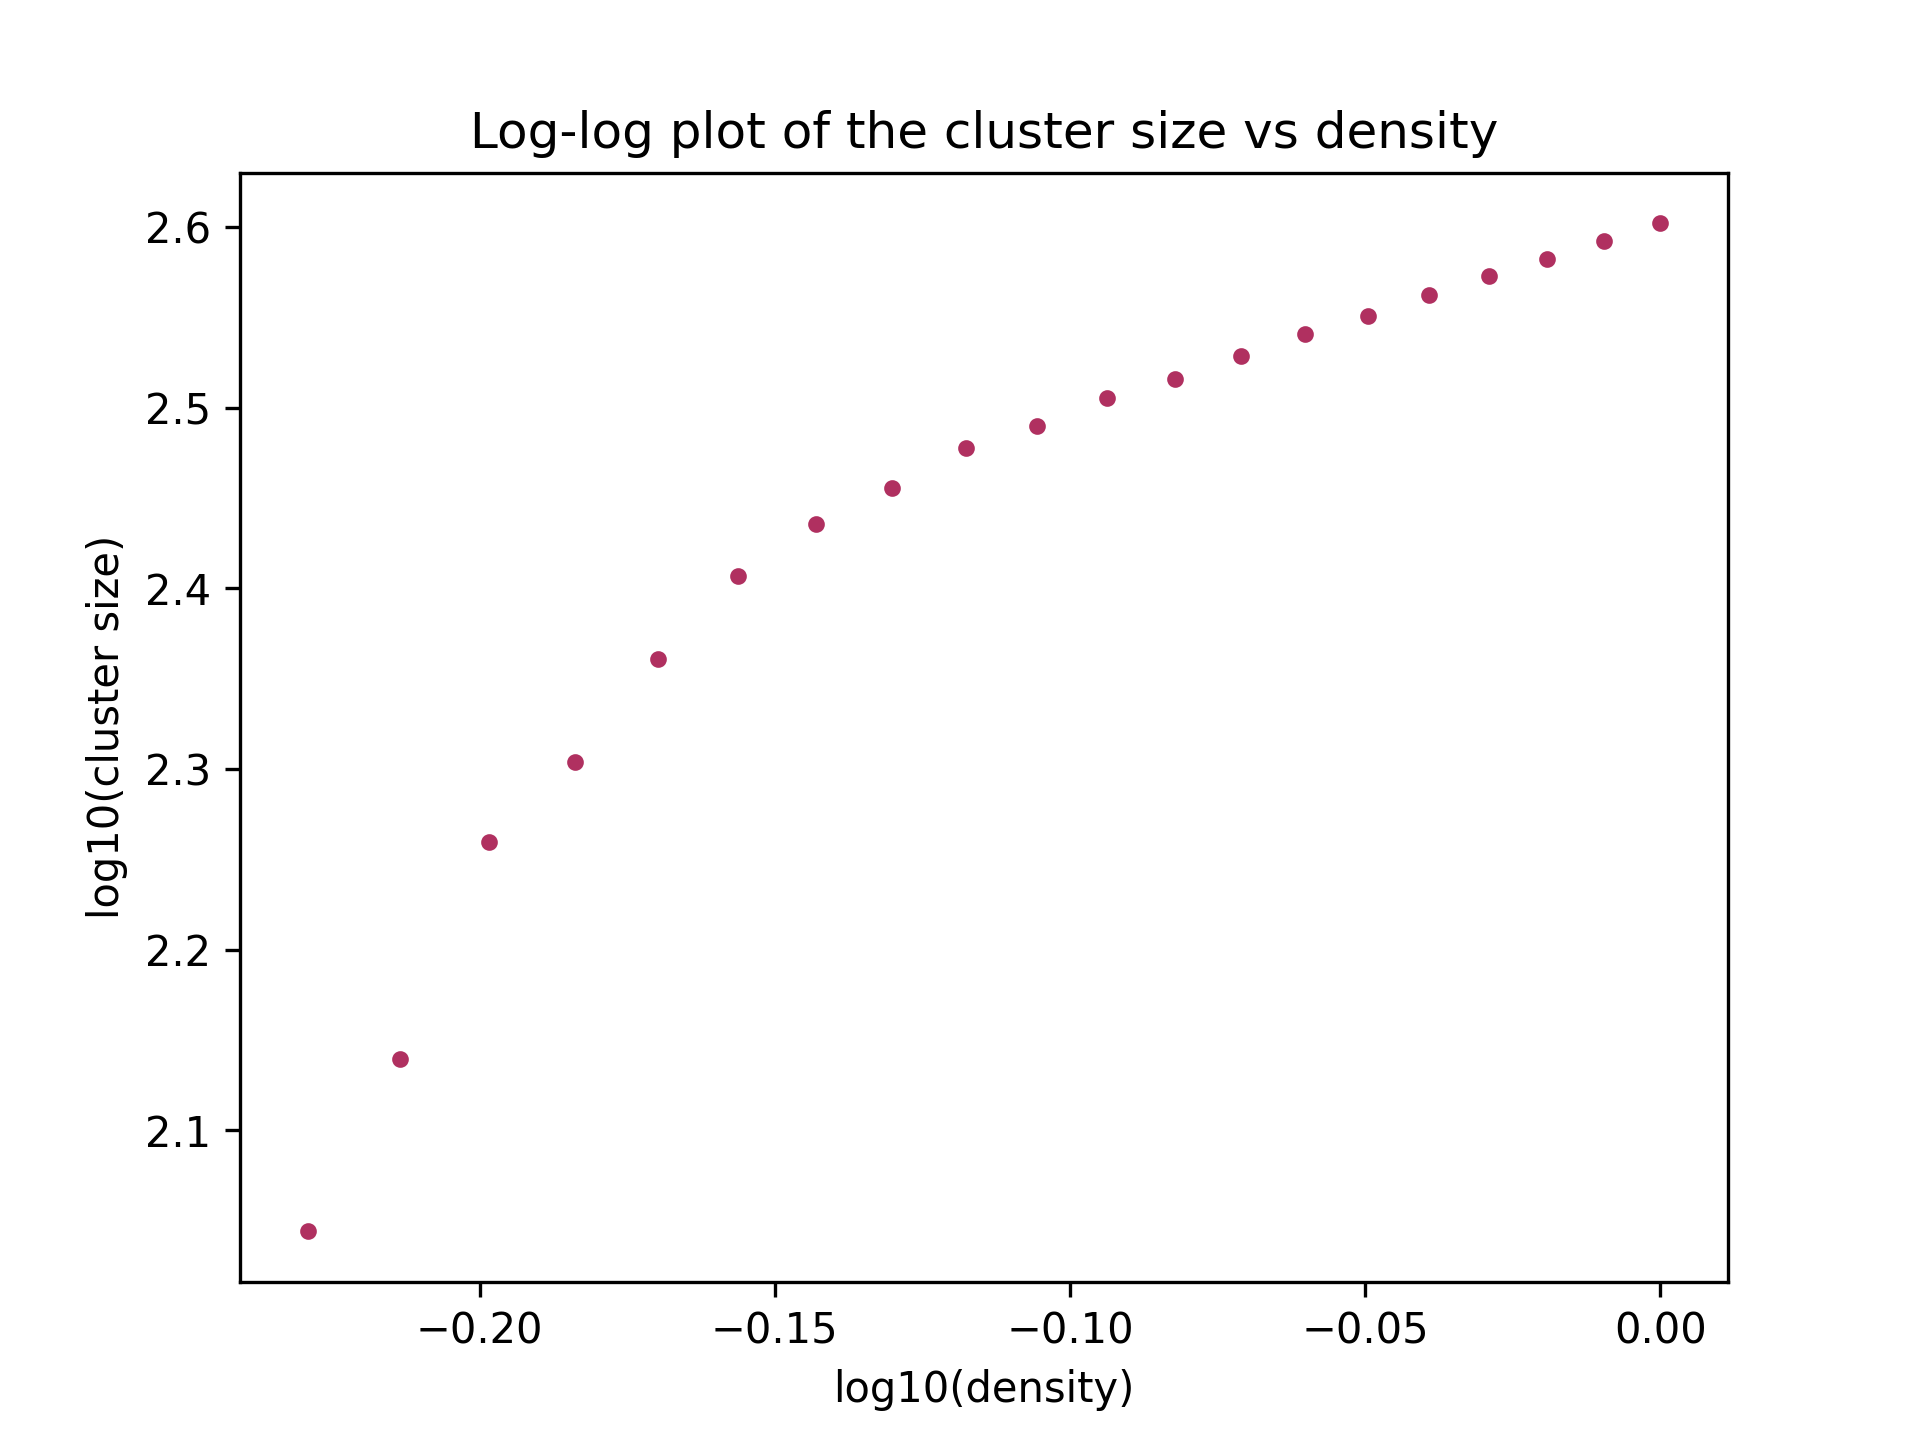 Log-log plot of the cluster size vs density
log10(cluster size)
2.6
2.5
2.4
2.3
2.2
2.1
−0.20 −0.15 −0.10 −0.05 0.00
log10(density)